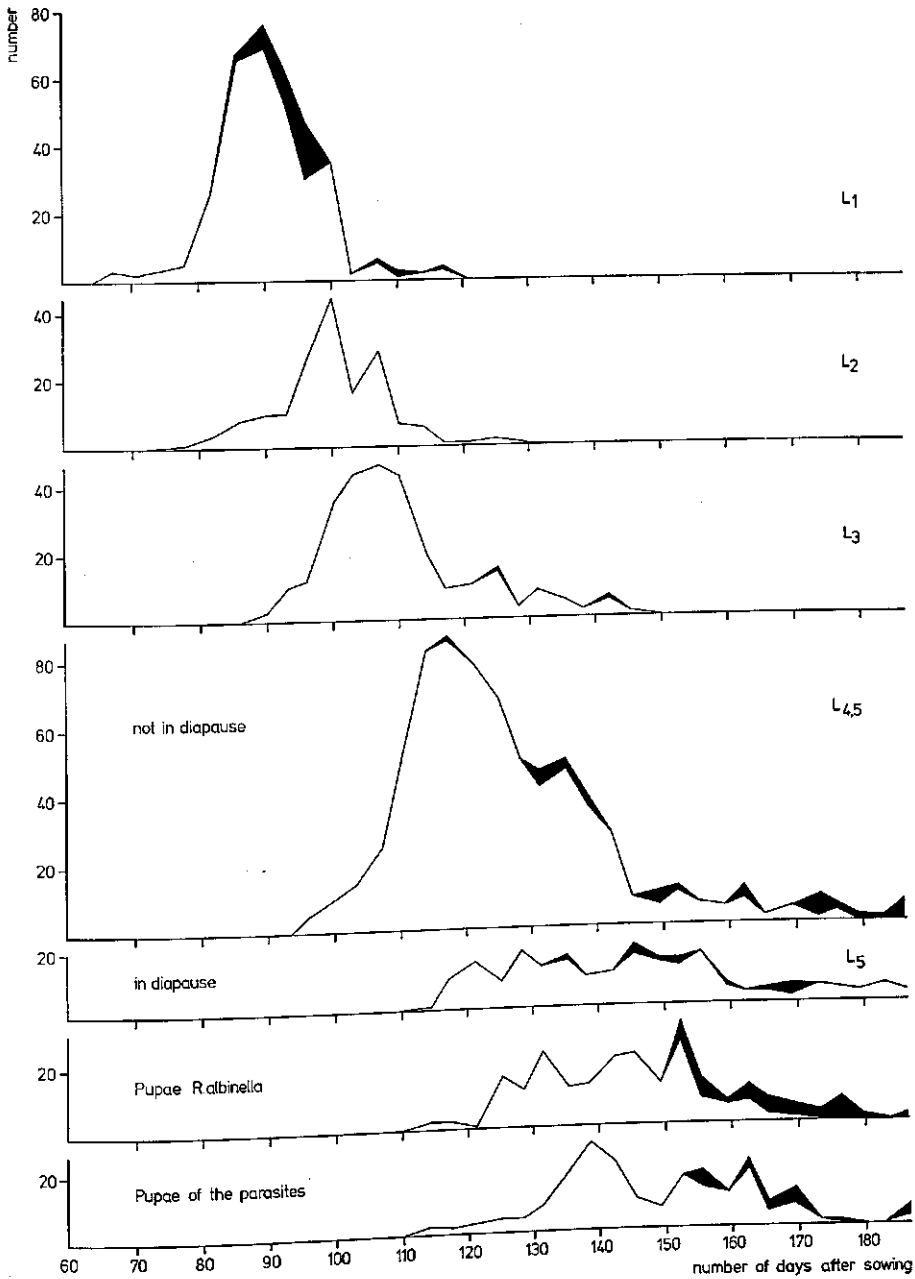 number
80
60
40
20
L1
40
20
L2
40
20
L3
80
60
40
20
not in diapause
L4,5
20
in diapause
L5
20
Pupae R.albinella
20
Pupae of the parasites
60 70 80 90 100 110 120 130 140 150 160 170 180
number of days after sowing